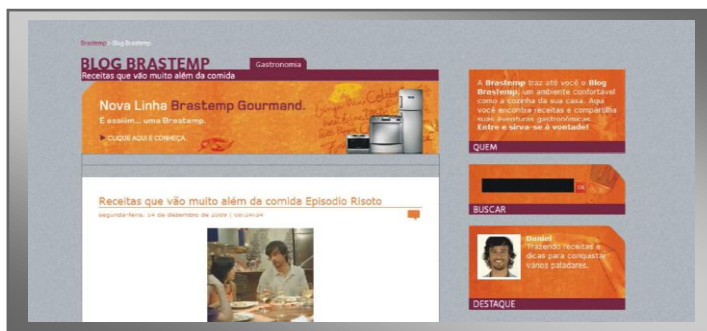 Brastemp / Blog Brastemp
BLOG BRASTEMP
Gastronomia
Receitas que vão muito além da comida
Nova Linha Brastemp Gourmand.
É assiiim... uma Brastemp.
CLIQUE AQUI E CONHEÇA.
Receitas que vão muito além da comida Episodio Risoto
segunda-feira, 14 de dezembro de 2009 |
A Brastemp traz até você o Blog
Brastemp, um ambiente confortável
como a cozinha da sua casa. Aqui
você encontra receitas e compartilha
suas aventuras gastronômicas.
Entre e sirva-se à vontade!
QUEM
OK
BUSCAR
Daniel
Trazendo receitas e
dicas para conquistar
vários paladares.
DESTAQUE